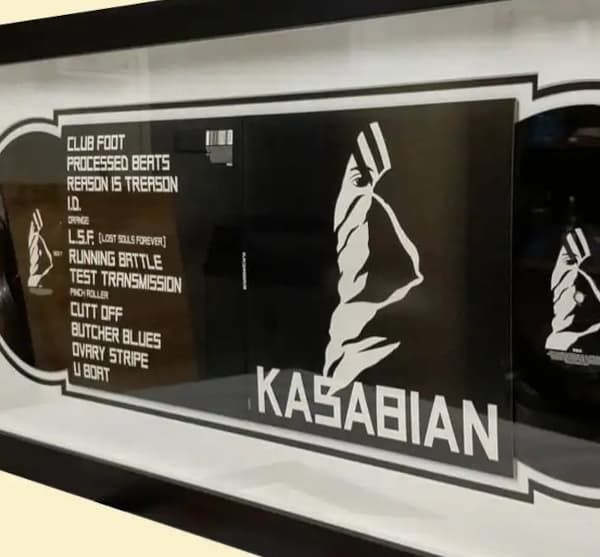 CLUB FOOT
PROCESSED BEATS
REASON IS TREASON
I.D.
ORANGE
L.S.F. [LOST SOULS FOREVER]
RUNNING BATTLE
TEST TRANSMISSION
PINCH ROLLER
CUTT OFF
BUTCHER BLUES
OVARY STRIPE
U BOAT
KASABIAN
KASABIAN